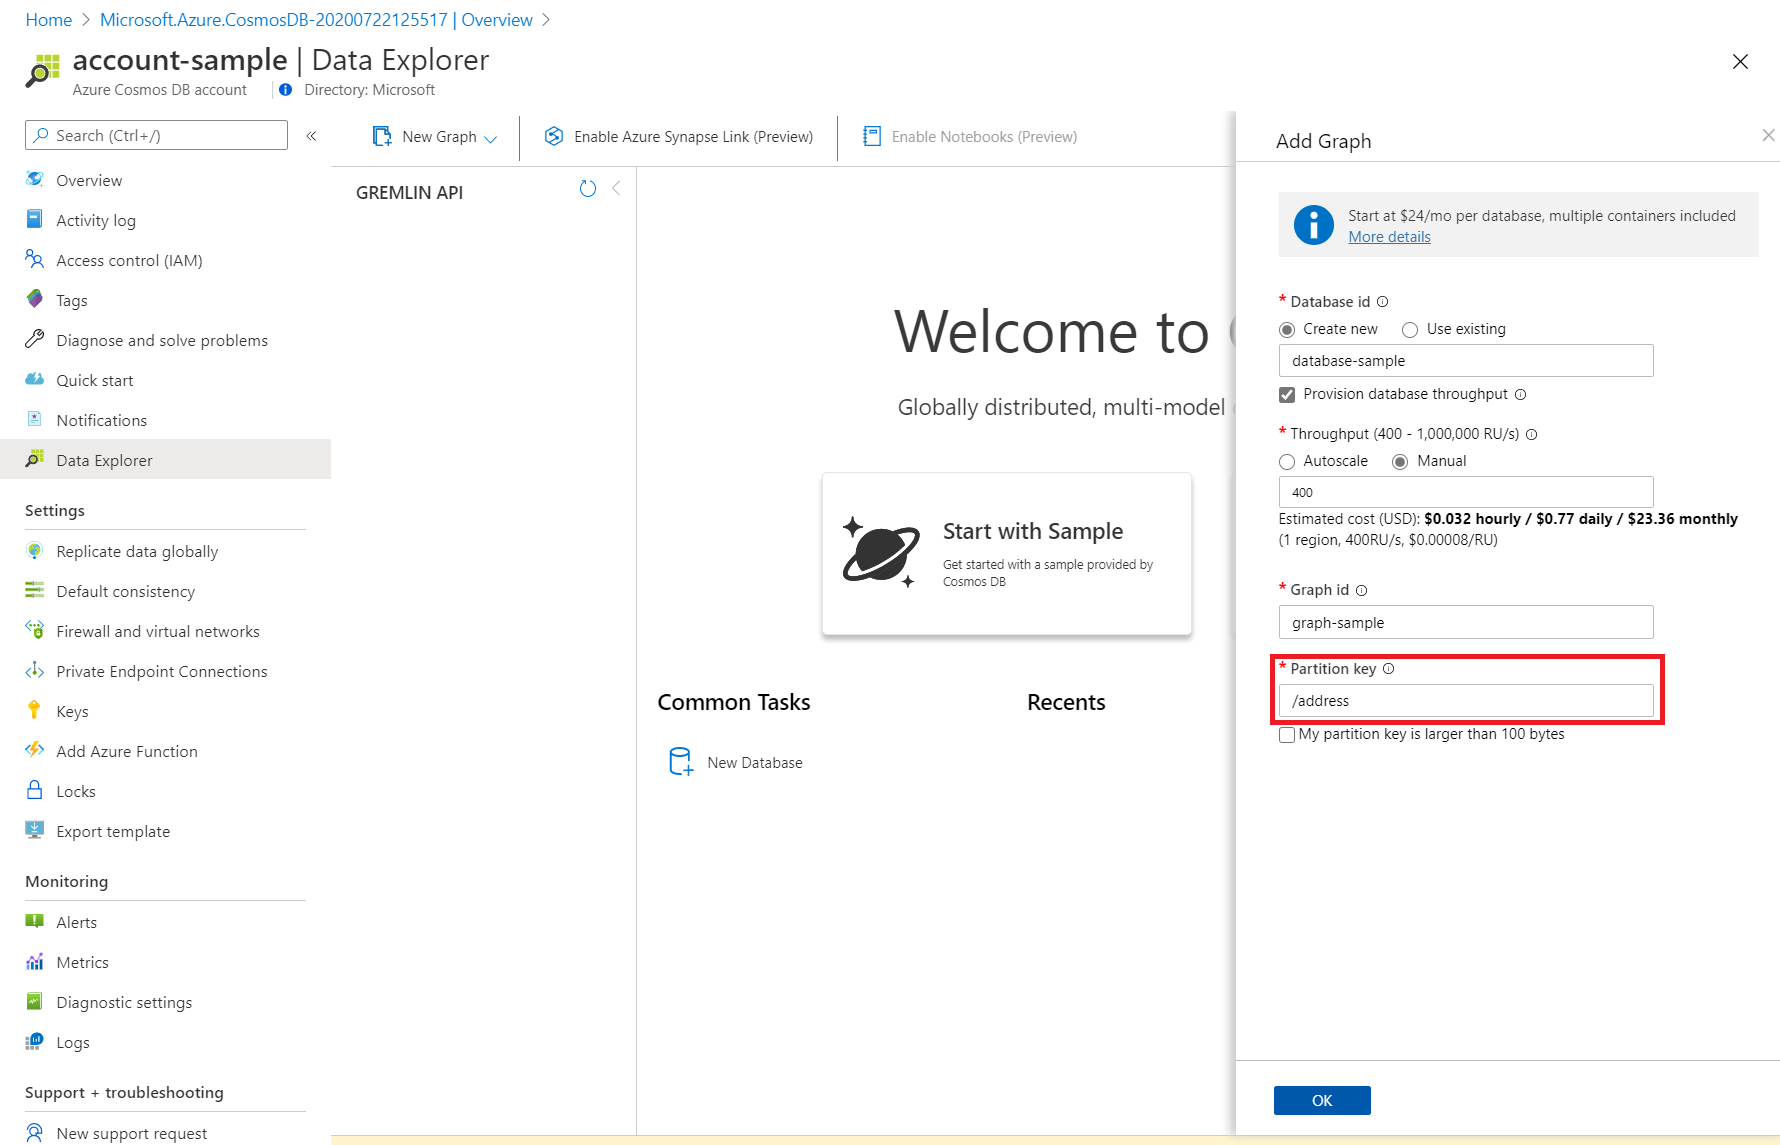 Home > Microsoft.Azure.CosmosDB-20200722125517 | Overview >
account-sample | Data Explorer
Azure Cosmos DB account
Directory: Microsoft
Search (Ctrl+/)
«
Overview
Activity log
Access control (IAM)
Tags
Diagnose and solve problems
Quick start
Notifications
Data Explorer
Settings
Replicate data globally
Default consistency
Firewall and virtual networks
Private Endpoint Connections
Keys
Add Azure Function
Locks
Export template
Monitoring
Alerts
Metrics
Diagnostic settings
Logs
Support + troubleshooting
New support request
New Graph
Enable Azure Synapse Link (Preview)
Enable Notebooks (Preview)
GREMLIN API
Welcome to
Globally distributed, multi-model
Start with Sample
Get started with a sample provided by
Cosmos DB
Common Tasks
Recents
New Database
Add Graph
Start at $24/mo per database, multiple containers included
More details
* Database id
Create new Use existing
database-sample
Provision database throughput
* Throughput (400 - 1,000,000 RU/s)
Autoscale Manual
400
Estimated cost (USD): $0.032 hourly / $0.77 daily / $23.36 monthly
(1 region, 400RU/s, $0.00008/RU)
* Graph id
graph-sample
* Partition key
/address
My partition key is larger than 100 bytes
OK